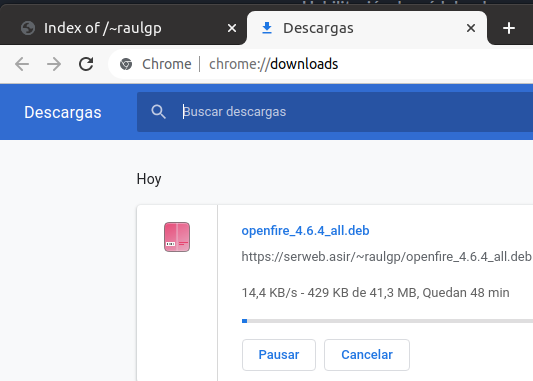 Index of /~raulgp
Descargas
Chrome | chrome://downloads
Descargas
Buscar descargas
Hoy
openfire_4.6.4_all.deb
https://serweb.asir/~raulgp/openfire_4.6.4_all.deb
14,4 KB/s - 429 KB de 41,3 MB, Quedan 48 min
Pausar
Cancelar